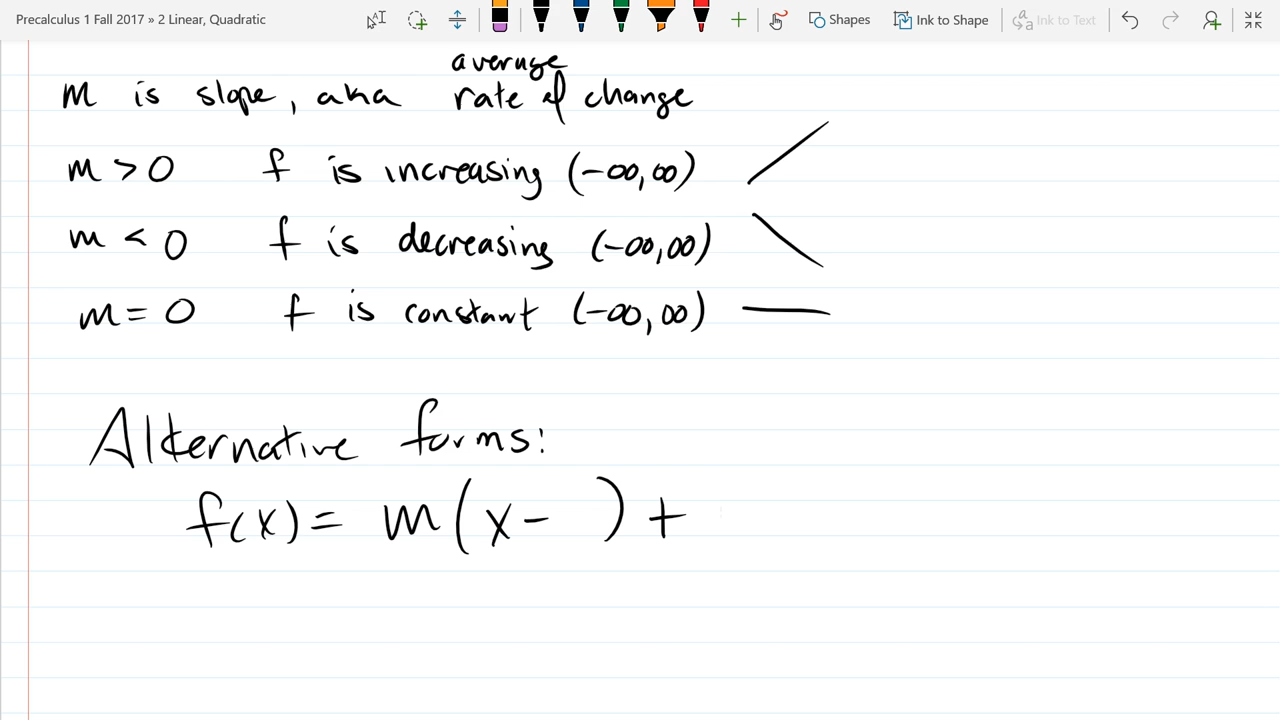 Precalculus 1 Fall 2017 » 2 Linear, Quadratic
Shapes
Ink to Shape
Ink to Text
average
m is slope, aka rate of change
m > 0 f is increasing (-∞,∞)
m < 0 f is decreasing (-∞,∞)
m = 0 f is constant (-∞,∞)
Alternative forms:
f(x) = m(x- ) +